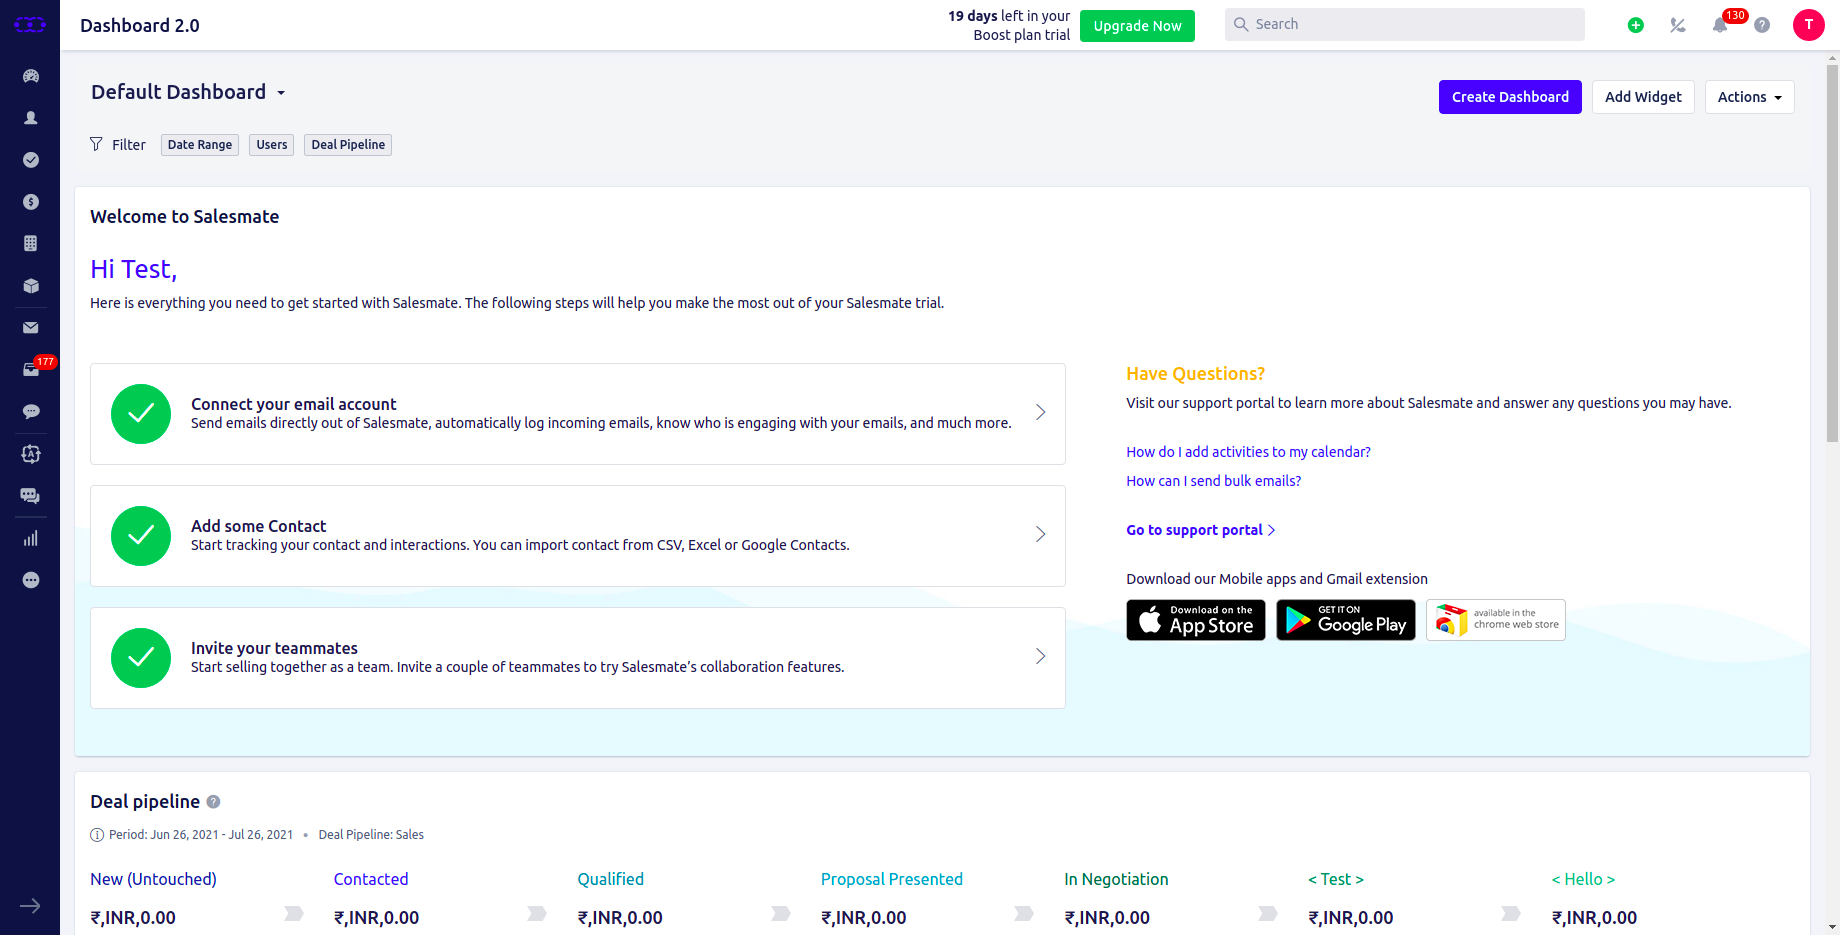 Dashboard 2.0
19 days left in your
Boost plan trial
Upgrade Now
Search
130
T
Default Dashboard
Create Dashboard
Add Widget
Actions
Filter
Date Range
Users
Deal Pipeline
177
Welcome to Salesmate
Hi Test,
Here is everything you need to get started with Salesmate. The following steps will help you make the most out of your Salesmate trial.
Connect your email account
Send emails directly out of Salesmate, automatically log incoming emails, know who is engaging with your emails, and much more.
Add some Contact
Start tracking your contact and interactions. You can import contact from CSV, Excel or Google Contacts.
Invite your teammates
Start selling together as a team. Invite a couple of teammates to try Salesmate’s collaboration features.
Have Questions?
Visit our support portal to learn more about Salesmate and answer any questions you may have.
How do I add activities to my calendar?
How can I send bulk emails?
Go to support portal
Download our Mobile apps and Gmail extension
Download on the
App Store
GET IT ON
Google Play
available in the
chrome web store
Deal pipeline
Period: Jun 26, 2021 - Jul 26, 2021 • Deal Pipeline: Sales
New (Untouched)
₹,INR,0.00
Contacted
₹,INR,0.00
Qualified
₹,INR,0.00
Proposal Presented
₹,INR,0.00
In Negotiation
₹,INR,0.00
< Test >
₹,INR,0.00
< Hello >
₹,INR,0.00